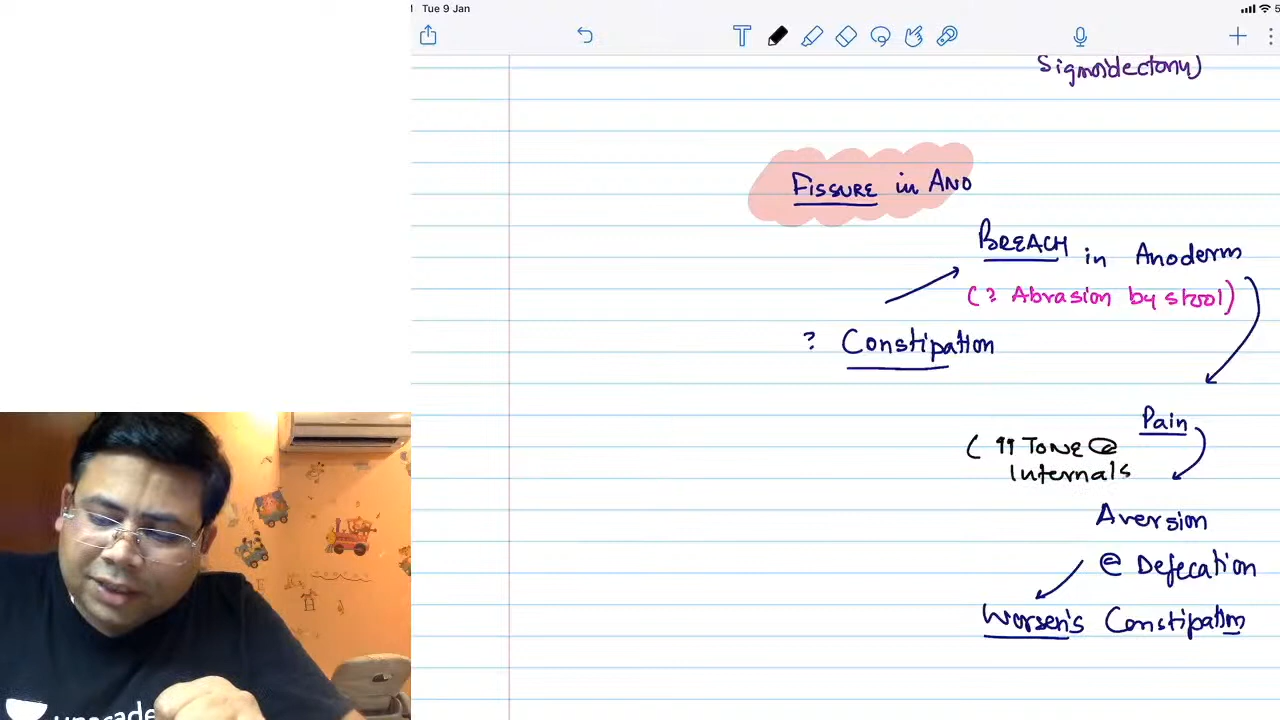 Tue 9 Jan
Sigmoidectomy)
FISSURE in ANO
BREACH in Anoderm
(? Abrasion by stool)
? Constipation
Pain
( ↑↑ TONE @
Internals
Aversion
@ Defecation
Worsen's Constipation